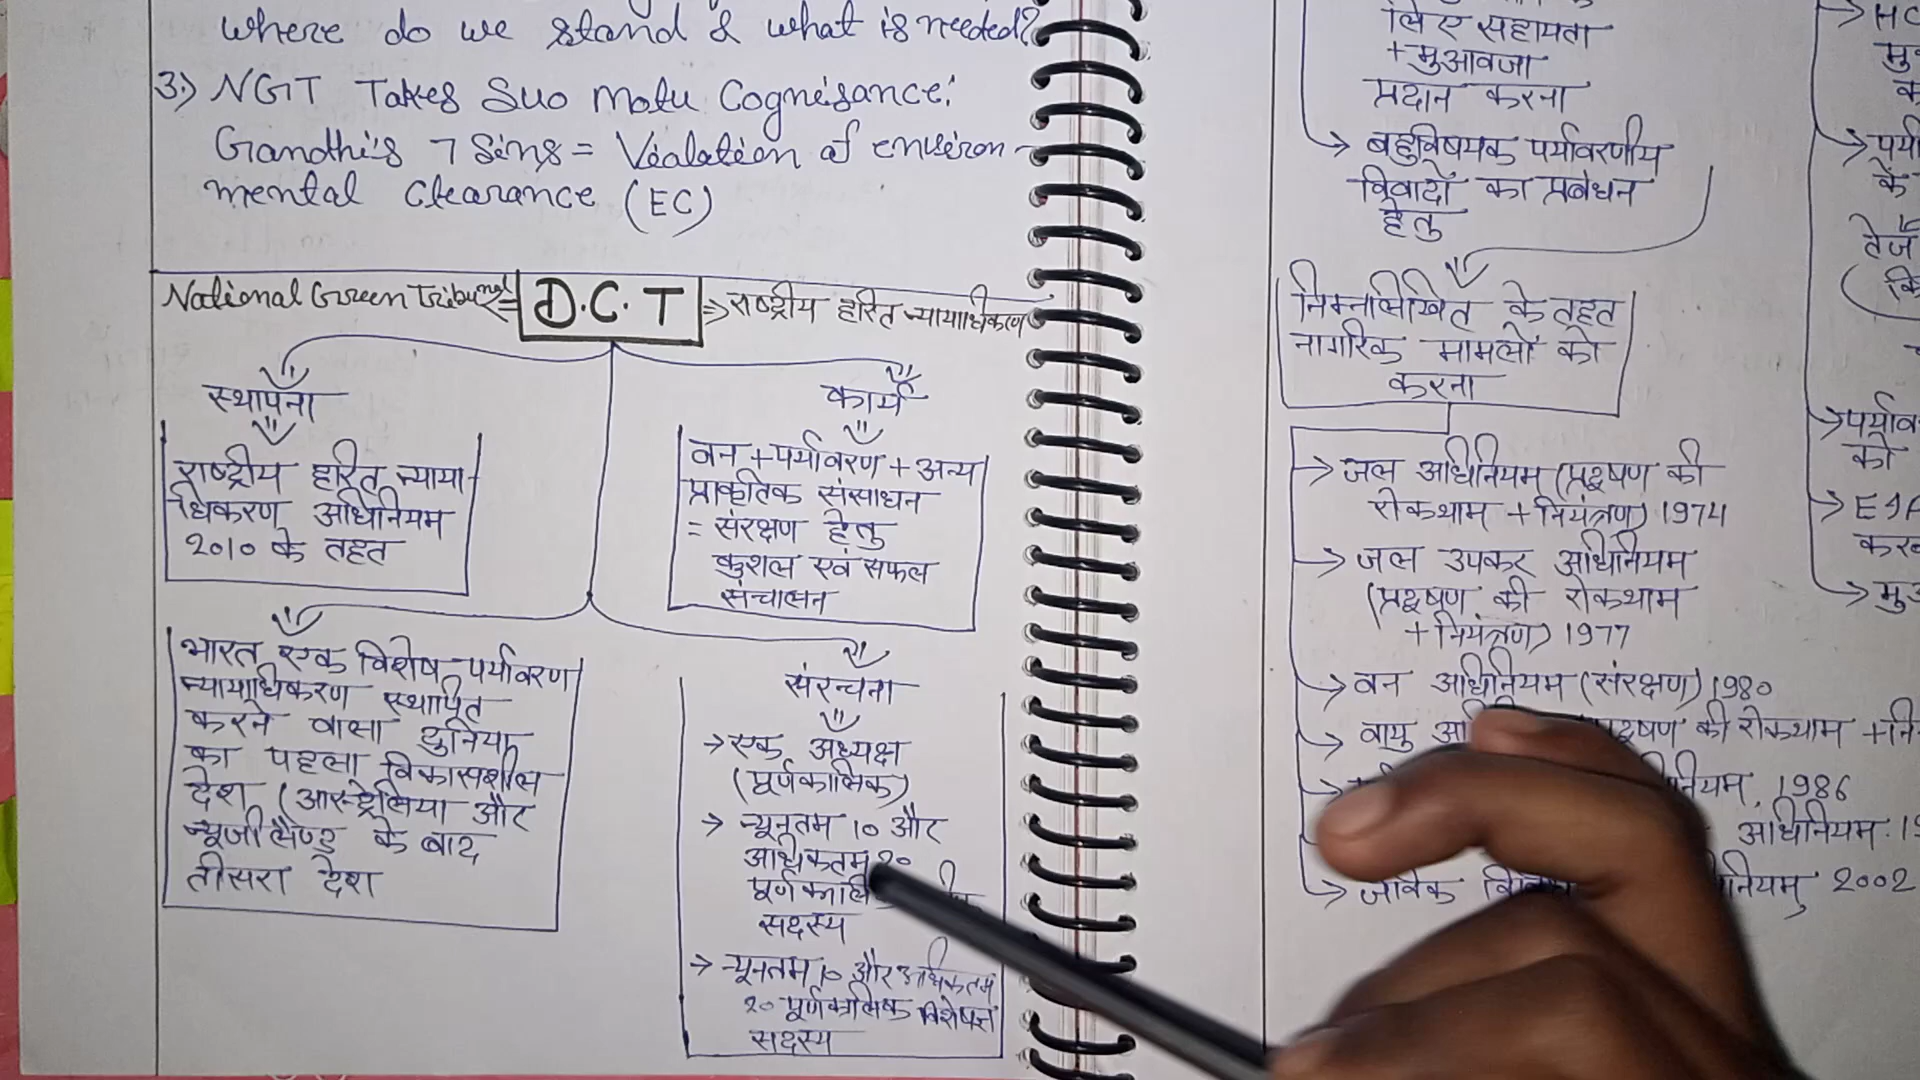 where do we stand & what is needed?
3.) NGT Takes Suo Motu Cognisance:
Gandhi's 7 Sins = Violation of environ-
mental Clearance (EC)
National Green Tribunal = D.C.T => राष्ट्रीय हरित न्यायाधिकरण
स्थापना
राष्ट्रीय हरित न्याया-
धिकरण अधिनियम
2010 के तहत
कार्य
वन + पर्यावरण + अन्य
प्राकृतिक संसाधन
= संरक्षण हेतु
कुशल एवं सफल
संचालन
भारत एक विशेष पर्यावरण
न्यायाधिकरण स्थापित
करने वाला दुनिया
का पहला विकासशील
देश (आस्ट्रेलिया और
न्यूजीलैण्ड के बाद
तीसरा देश
संरचना
→ एक अध्यक्ष
(पूर्णकालिक)
→ न्यूनतम 10 और
अधिकतम 20
सदस्य
→ न्यूनतम 10 और अधिकतम
20 पूर्णकालिक विशेषज्ञ
सदस्य
लिए सहायता
+ मुआवजा
प्रदान करना
→ बहुविषयक पर्यावरणीय
विवादों का प्रबंधन
हेतु
निम्नलिखित के तहत
नागरिक मामलों को
करना
→ जल अधिनियम (प्रदूषण की
रोकथाम + नियंत्रण) 1974
→ जल उपकर अधिनियम
(प्रदूषण की रोकथाम
+ नियंत्रण) 1977
→ वन अधिनियम (संरक्षण) 1980
→ वायु
की रोकथाम +
1986
अधिनियम
→ जैविक
2002
→ HC